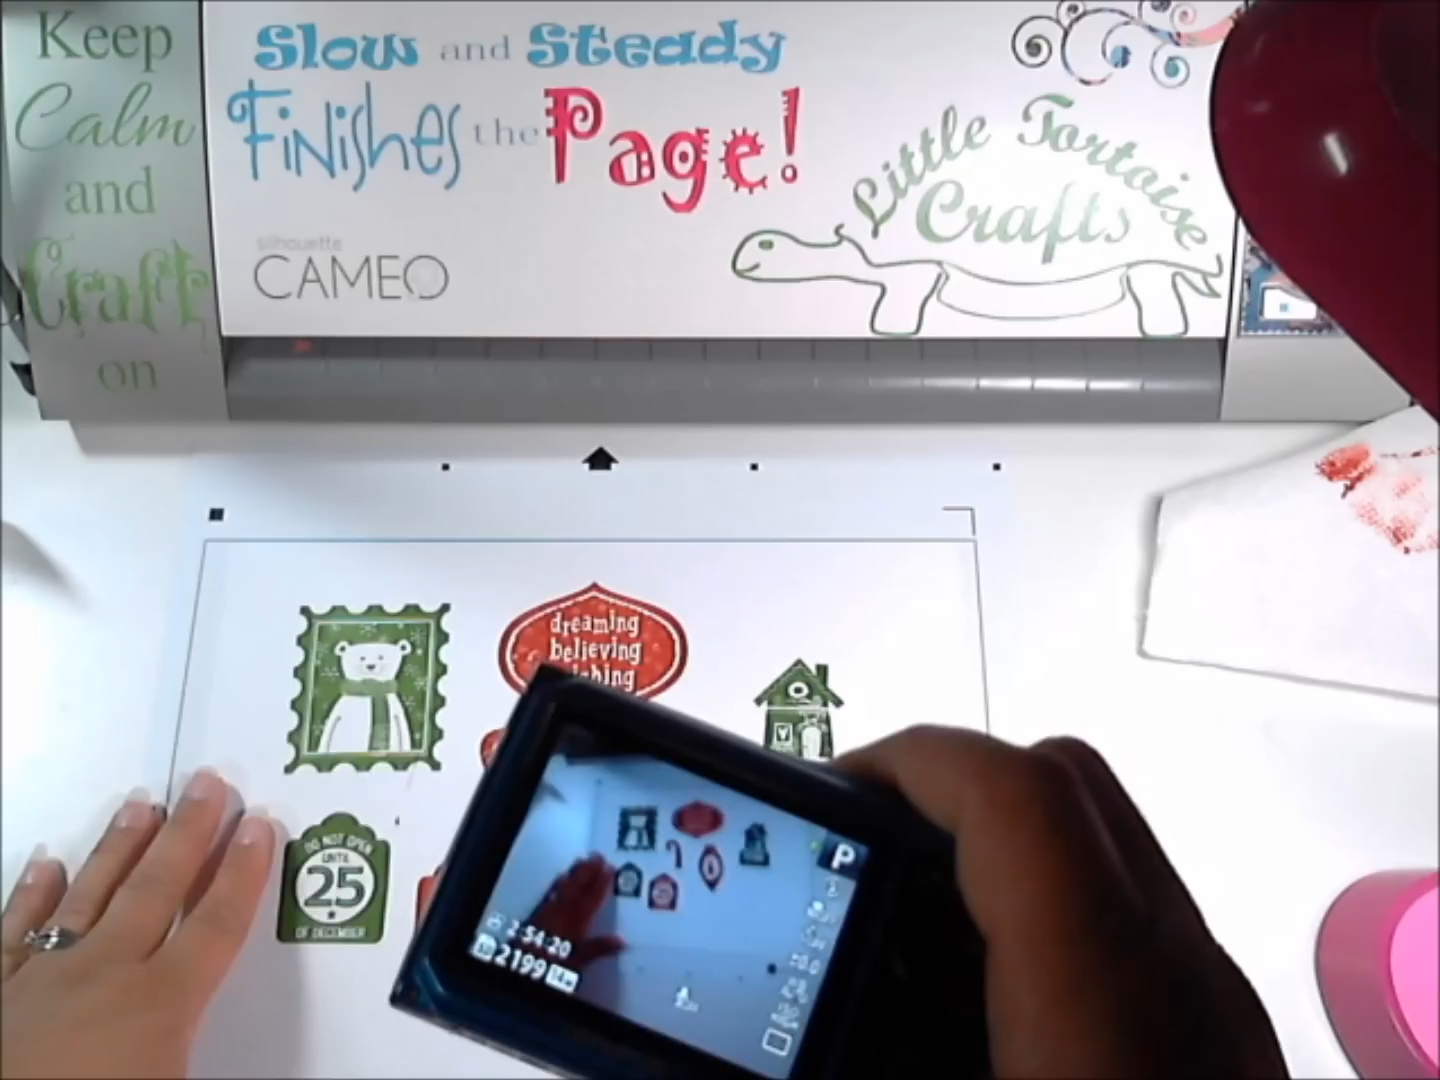 Keep
Calm
and
Craft
on
Slow and Steady
Finishes the Page!
silhouette
CAMEO
Little Tortoise
Crafts
dreaming
believing
DO NOT OPEN
UNTIL
25
OF DECEMBER
P
2:54:20
2199